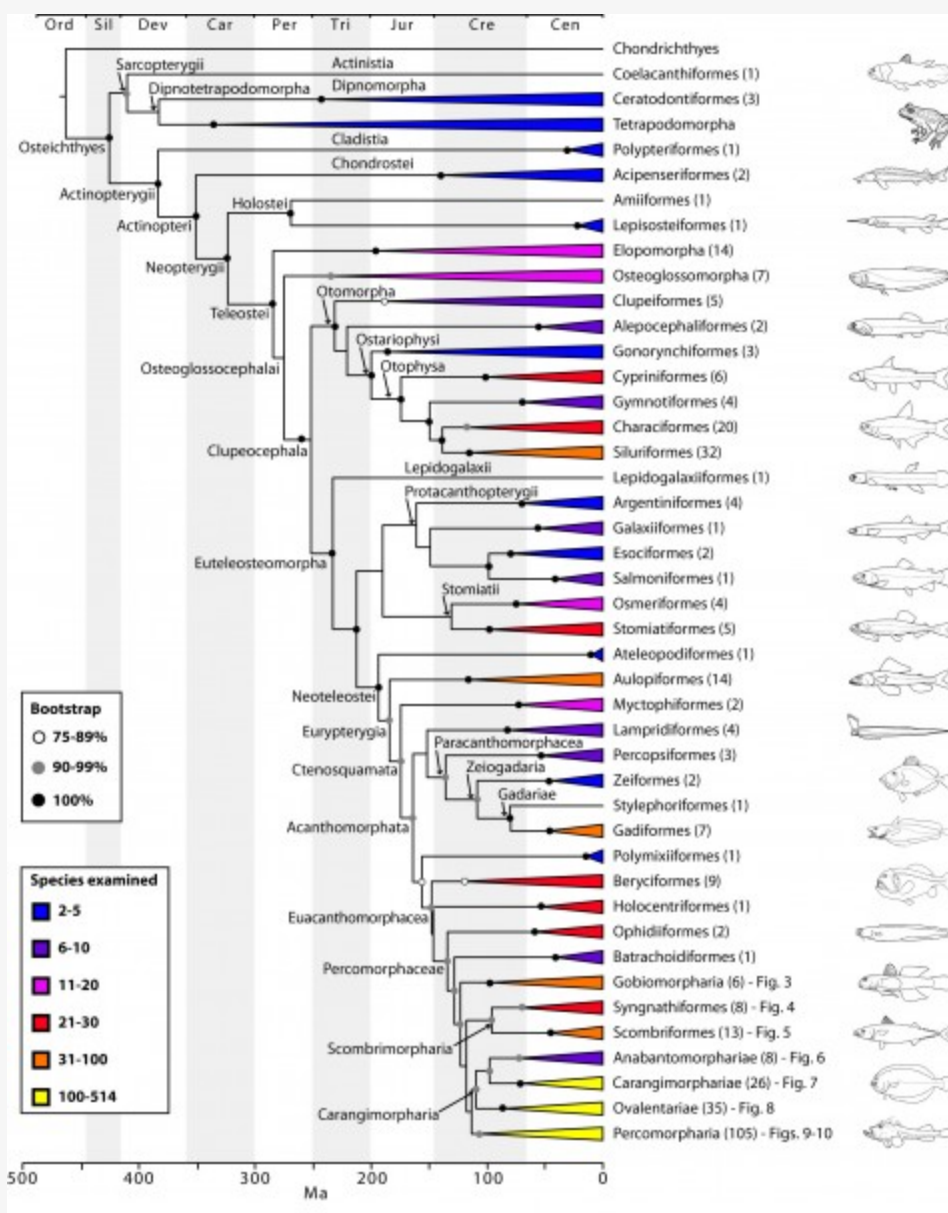 Ord Sil Dev Car Per Tri Jur Cre Cen
Chondrichthyes
Sarcopterygii Actinistia
Coelacanthiformes (1)
Dipnotetrapodomorpha Dipnomorpha
Ceratodontiformes (3)
Tetrapodomorpha
Osteichthyes
Cladistia
Polypteriformes (1)
Chondrostei
Acipenseriformes (2)
Actinopterygii
Holostei Amiiformes (1)
Actinopteri Lepisosteiformes (1)
Elopomorpha (14)
Neopterygii
Osteoglossomorpha (7)
Otomorpha
Clupeiformes (5)
Teleostei
Alepocephaliformes (2)
Ostariophysi
Gonorynchiformes (3)
Osteoglossocephalai Otophysa
Cypriniformes (6)
Gymnotiformes (4)
Characiformes (20)
Clupeocephala Siluriformes (32)
Lepidogalaxii
Lepidogalaxiiformes (1)
Protacanthopterygii
Argentiniformes (4)
Galaxiiformes (1)
Esociformes (2)
Euteleosteomorpha
Salmoniformes (1)
Stomiatii
Osmeriformes (4)
Stomiatiformes (5)
Ateleopodiformes (1)
Aulopiformes (14)
Neoteleostei
Myctophiformes (2)
Eurypterygia Lampridiformes (4)
Paracanthomorphacea
Percopsiformes (3)
Ctenosquamata Zeiogadaria
Zeiformes (2)
Gadariae
Stylephoriformes (1)
Acanthomorphata Gadiformes (7)
Polymixiiformes (1)
Beryciformes (9)
Holocentriformes (1)
Euacanthomorphacea
Ophidiiformes (2)
Batrachoidiformes (1)
Percomorphaceae
Gobiomorpharia (6) - Fig. 3
Syngnathiformes (8) - Fig. 4
Scombriformes (13) - Fig. 5
Scombrimorpharia
Anabantomorphariae (8) - Fig. 6
Carangimorphariae (26) - Fig. 7
Carangimorpharia Ovalentariae (35) - Fig. 8
Percomorpharia (105) - Figs. 9-10
Bootstrap
75-89%
90-99%
100%
Species examined
2-5
6-10
11-20
21-30
31-100
100-514
500 400 300 200 100 0
Ma